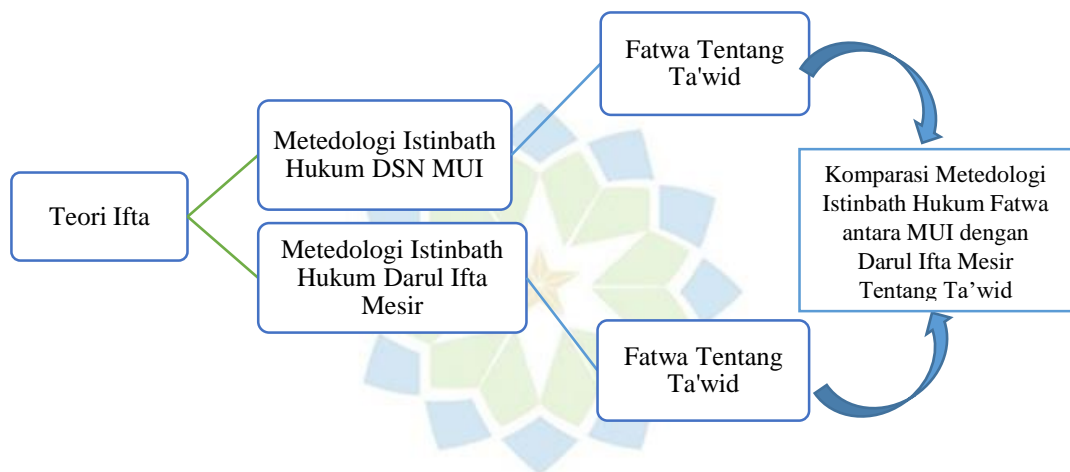 Teori Ifta
Metedologi Istinbath
Hukum DSN MUI
Metedologi Istinbath
Hukum Darul Ifta
Mesir
Fatwa Tentang
Ta'wid
Fatwa Tentang
Ta'wid
Komparasi Metedologi
Istinbath Hukum Fatwa
antara MUI dengan
Darul Ifta Mesir
Tentang Ta’wid